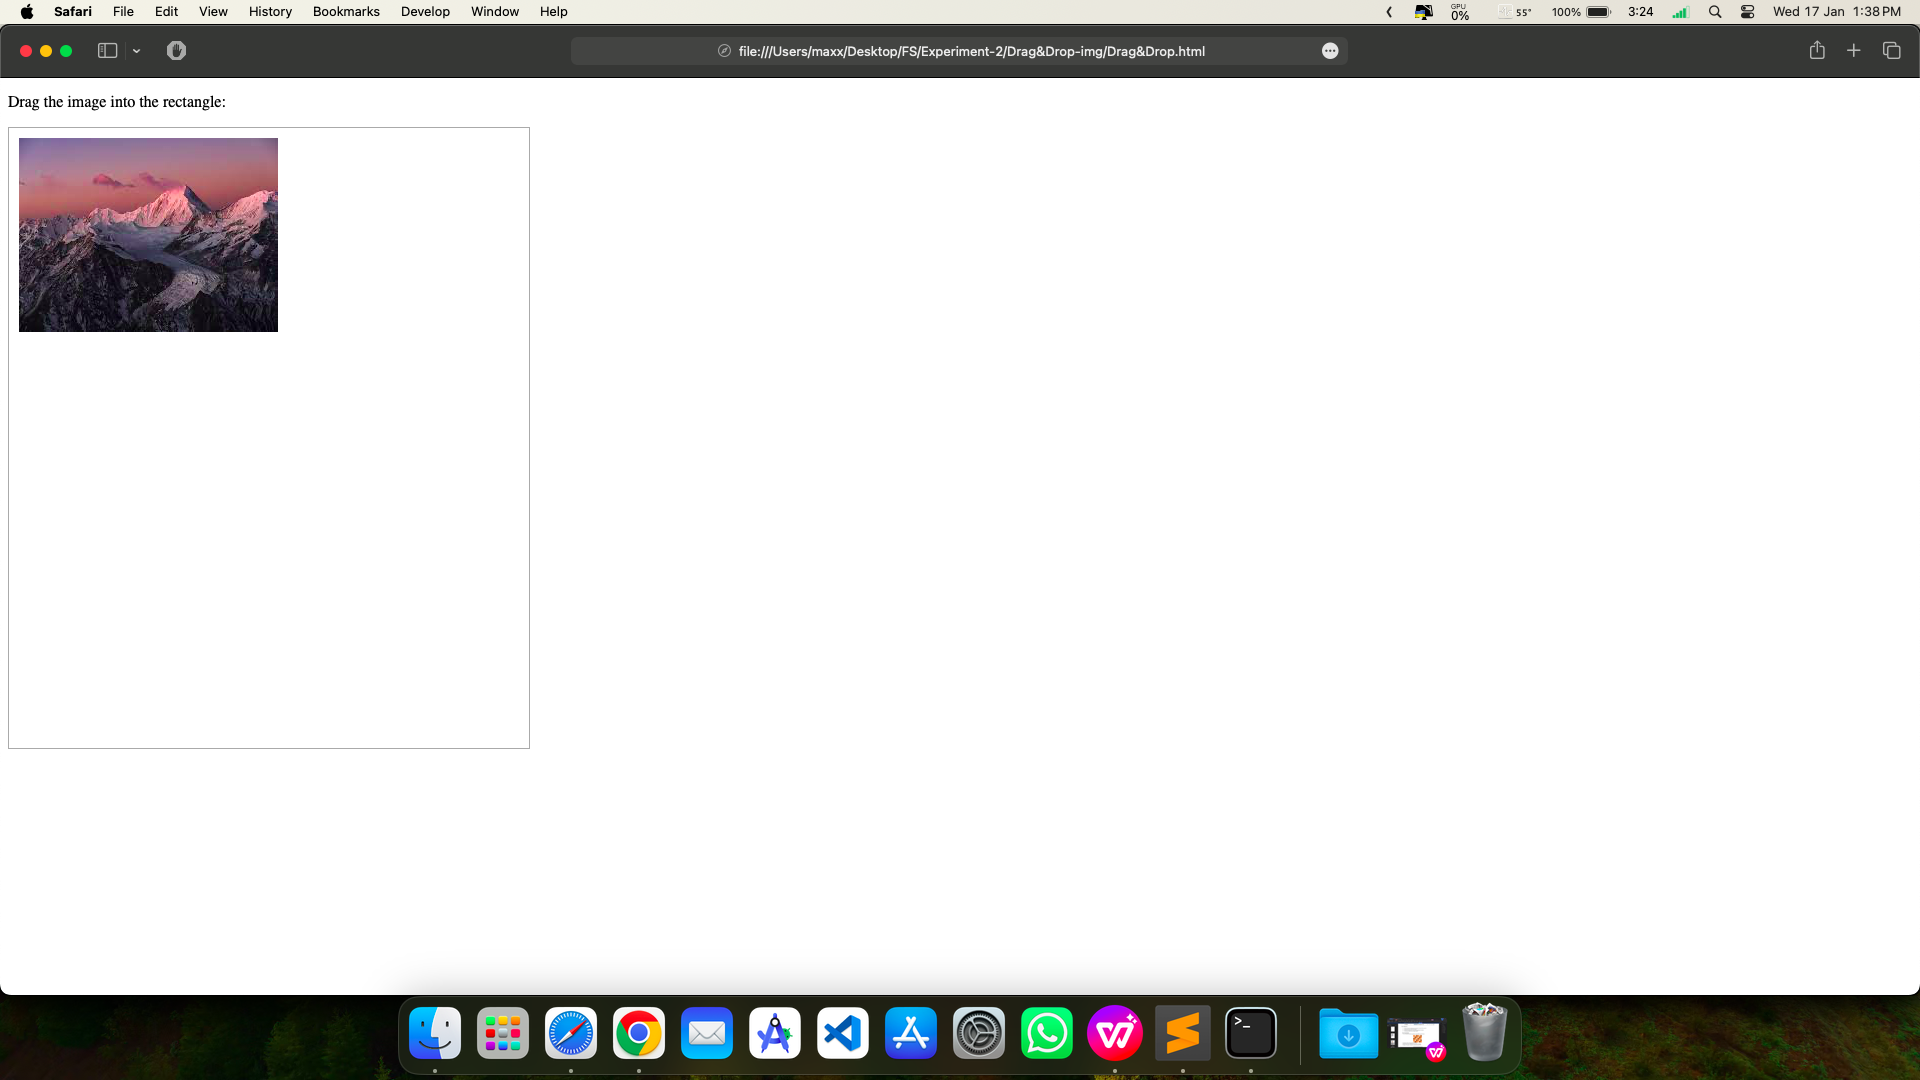 Safari File Edit View History Bookmarks Develop Window Help GPU 0% 55° 100% 3:24 Wed 17 Jan 1:38 PM
file:///Users/maxx/Desktop/FS/Experiment-2/Drag&Drop-img/Drag&Drop.html
Drag the image into the rectangle: